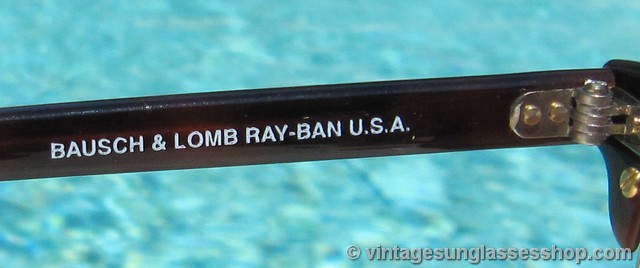 BAUSCH & LOMB RAY-BAN U.S.A.
© vintagesunglassesshop.com